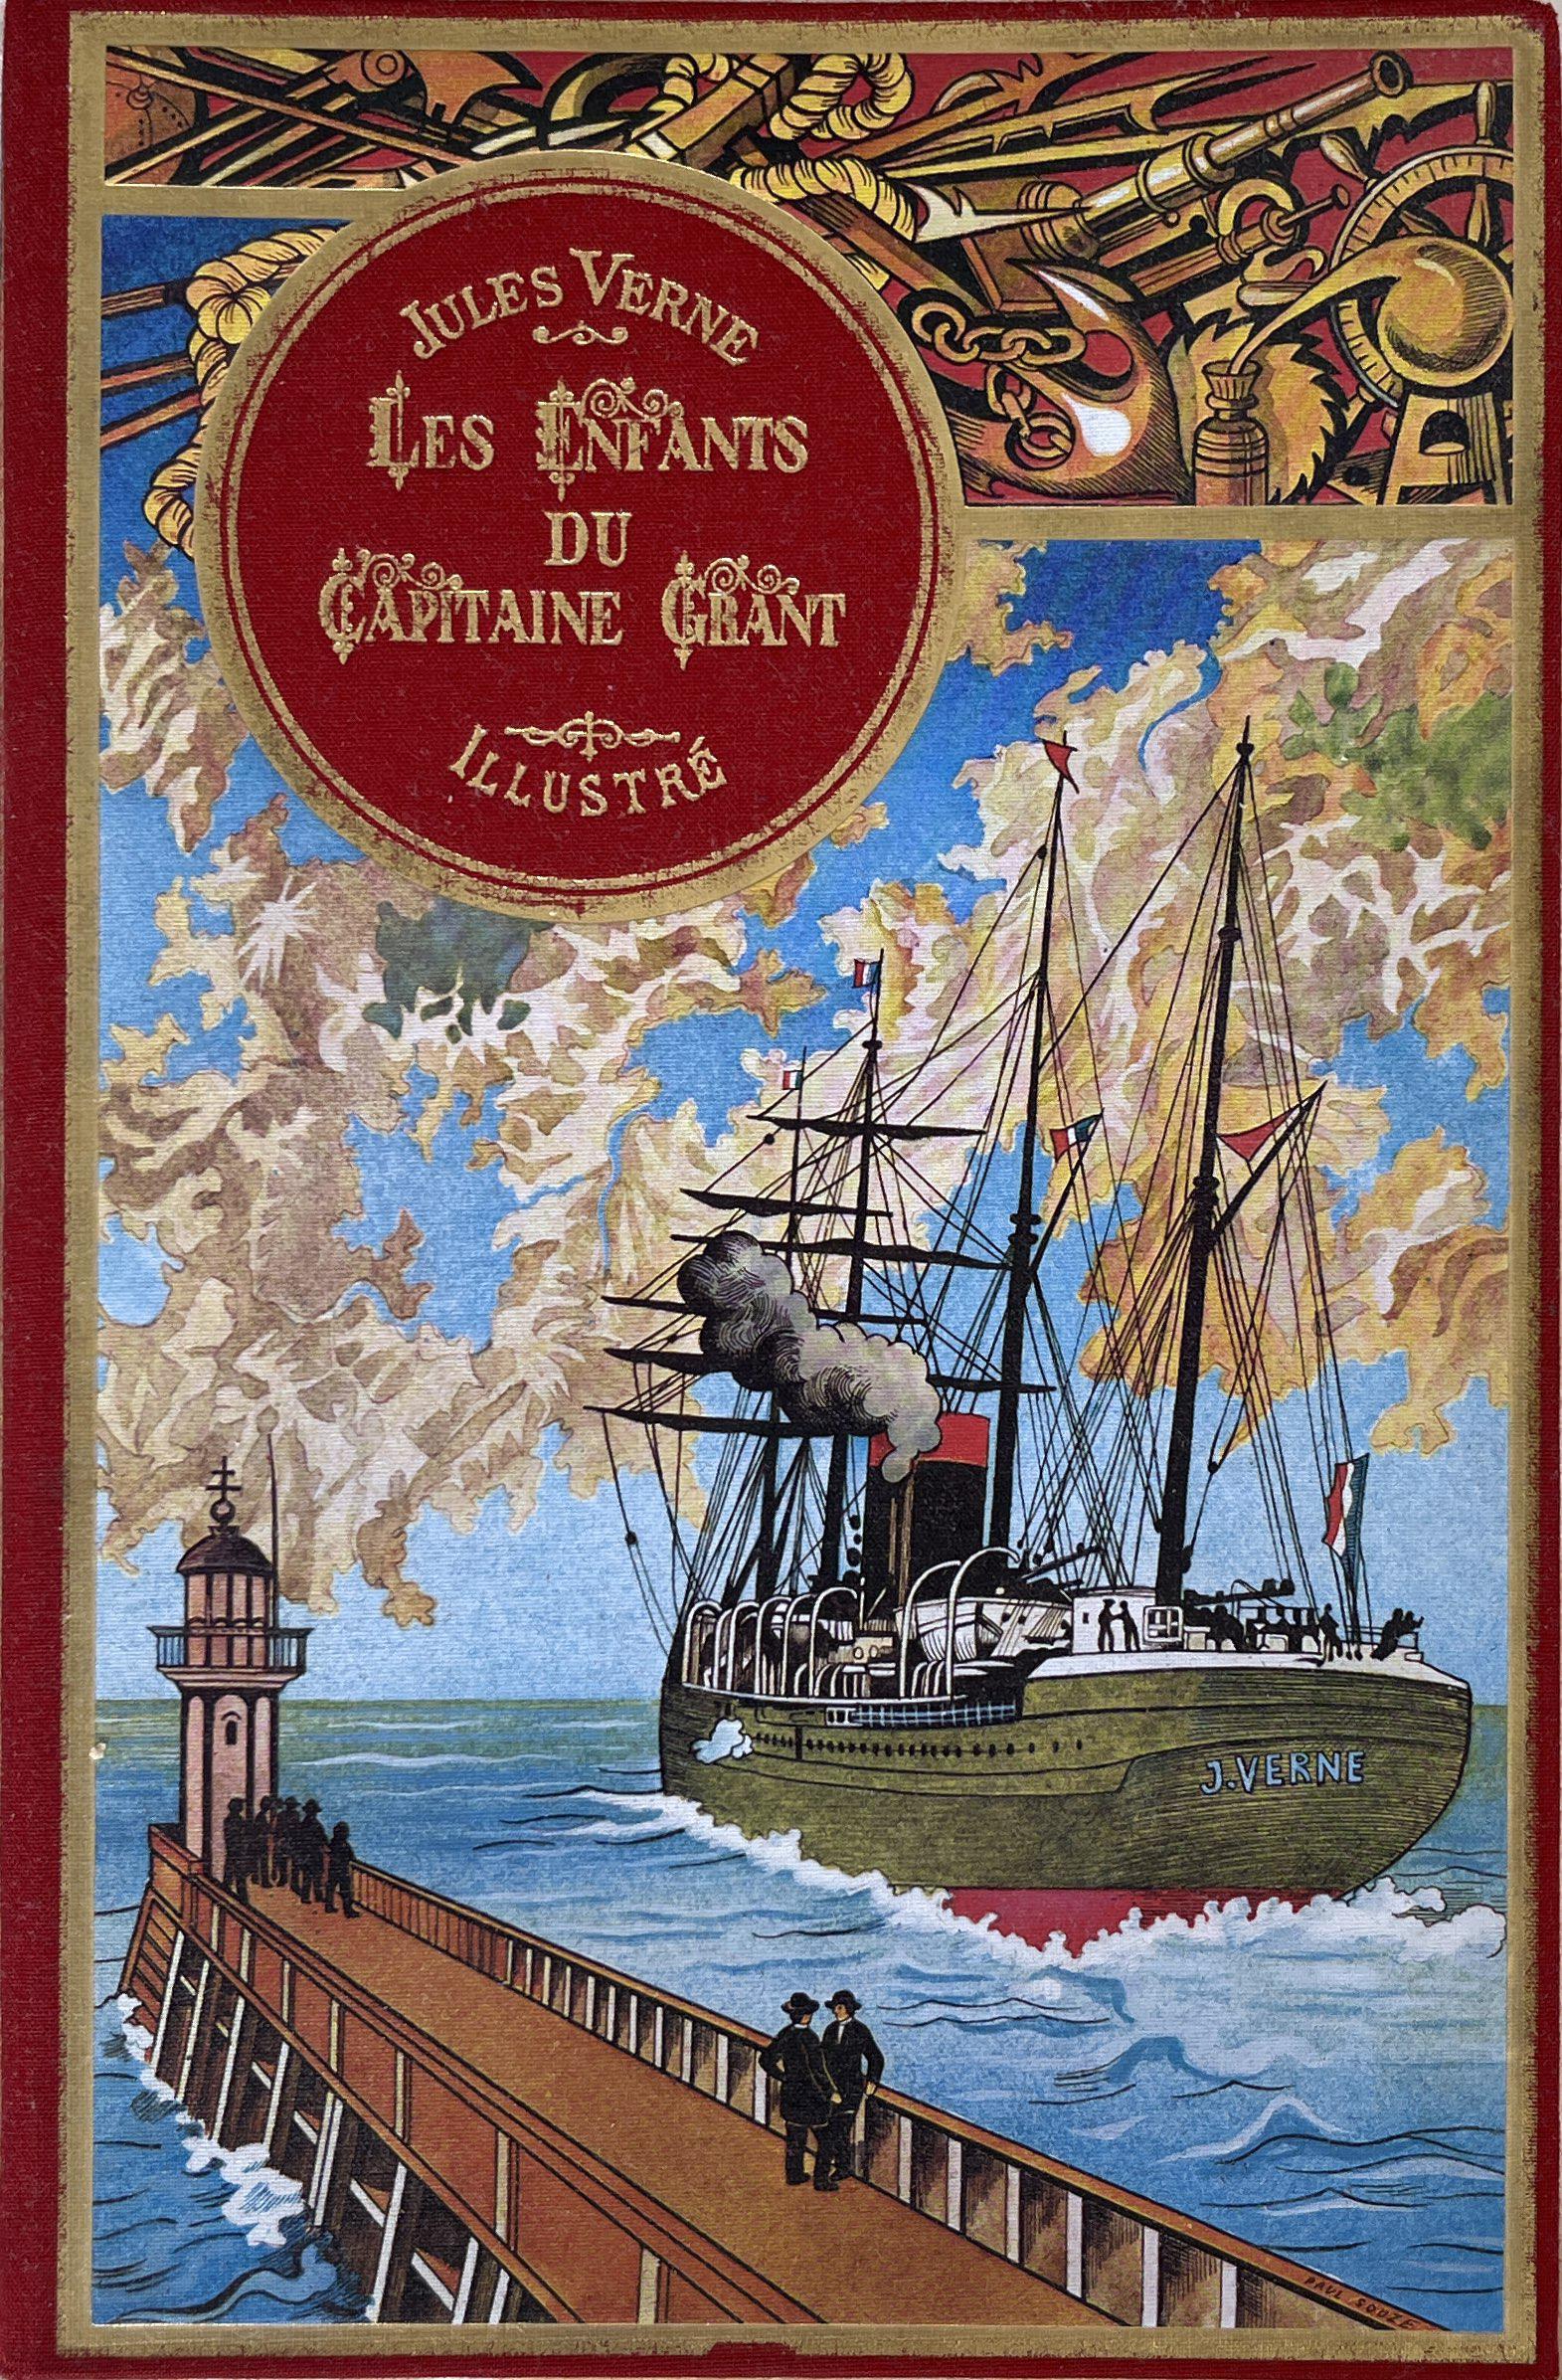 JULES VERNE
LES ENFANTS
DU
CAPITAINE GRANT
ILLUSTRÉ
J. VERNE
PAUL SOUZE